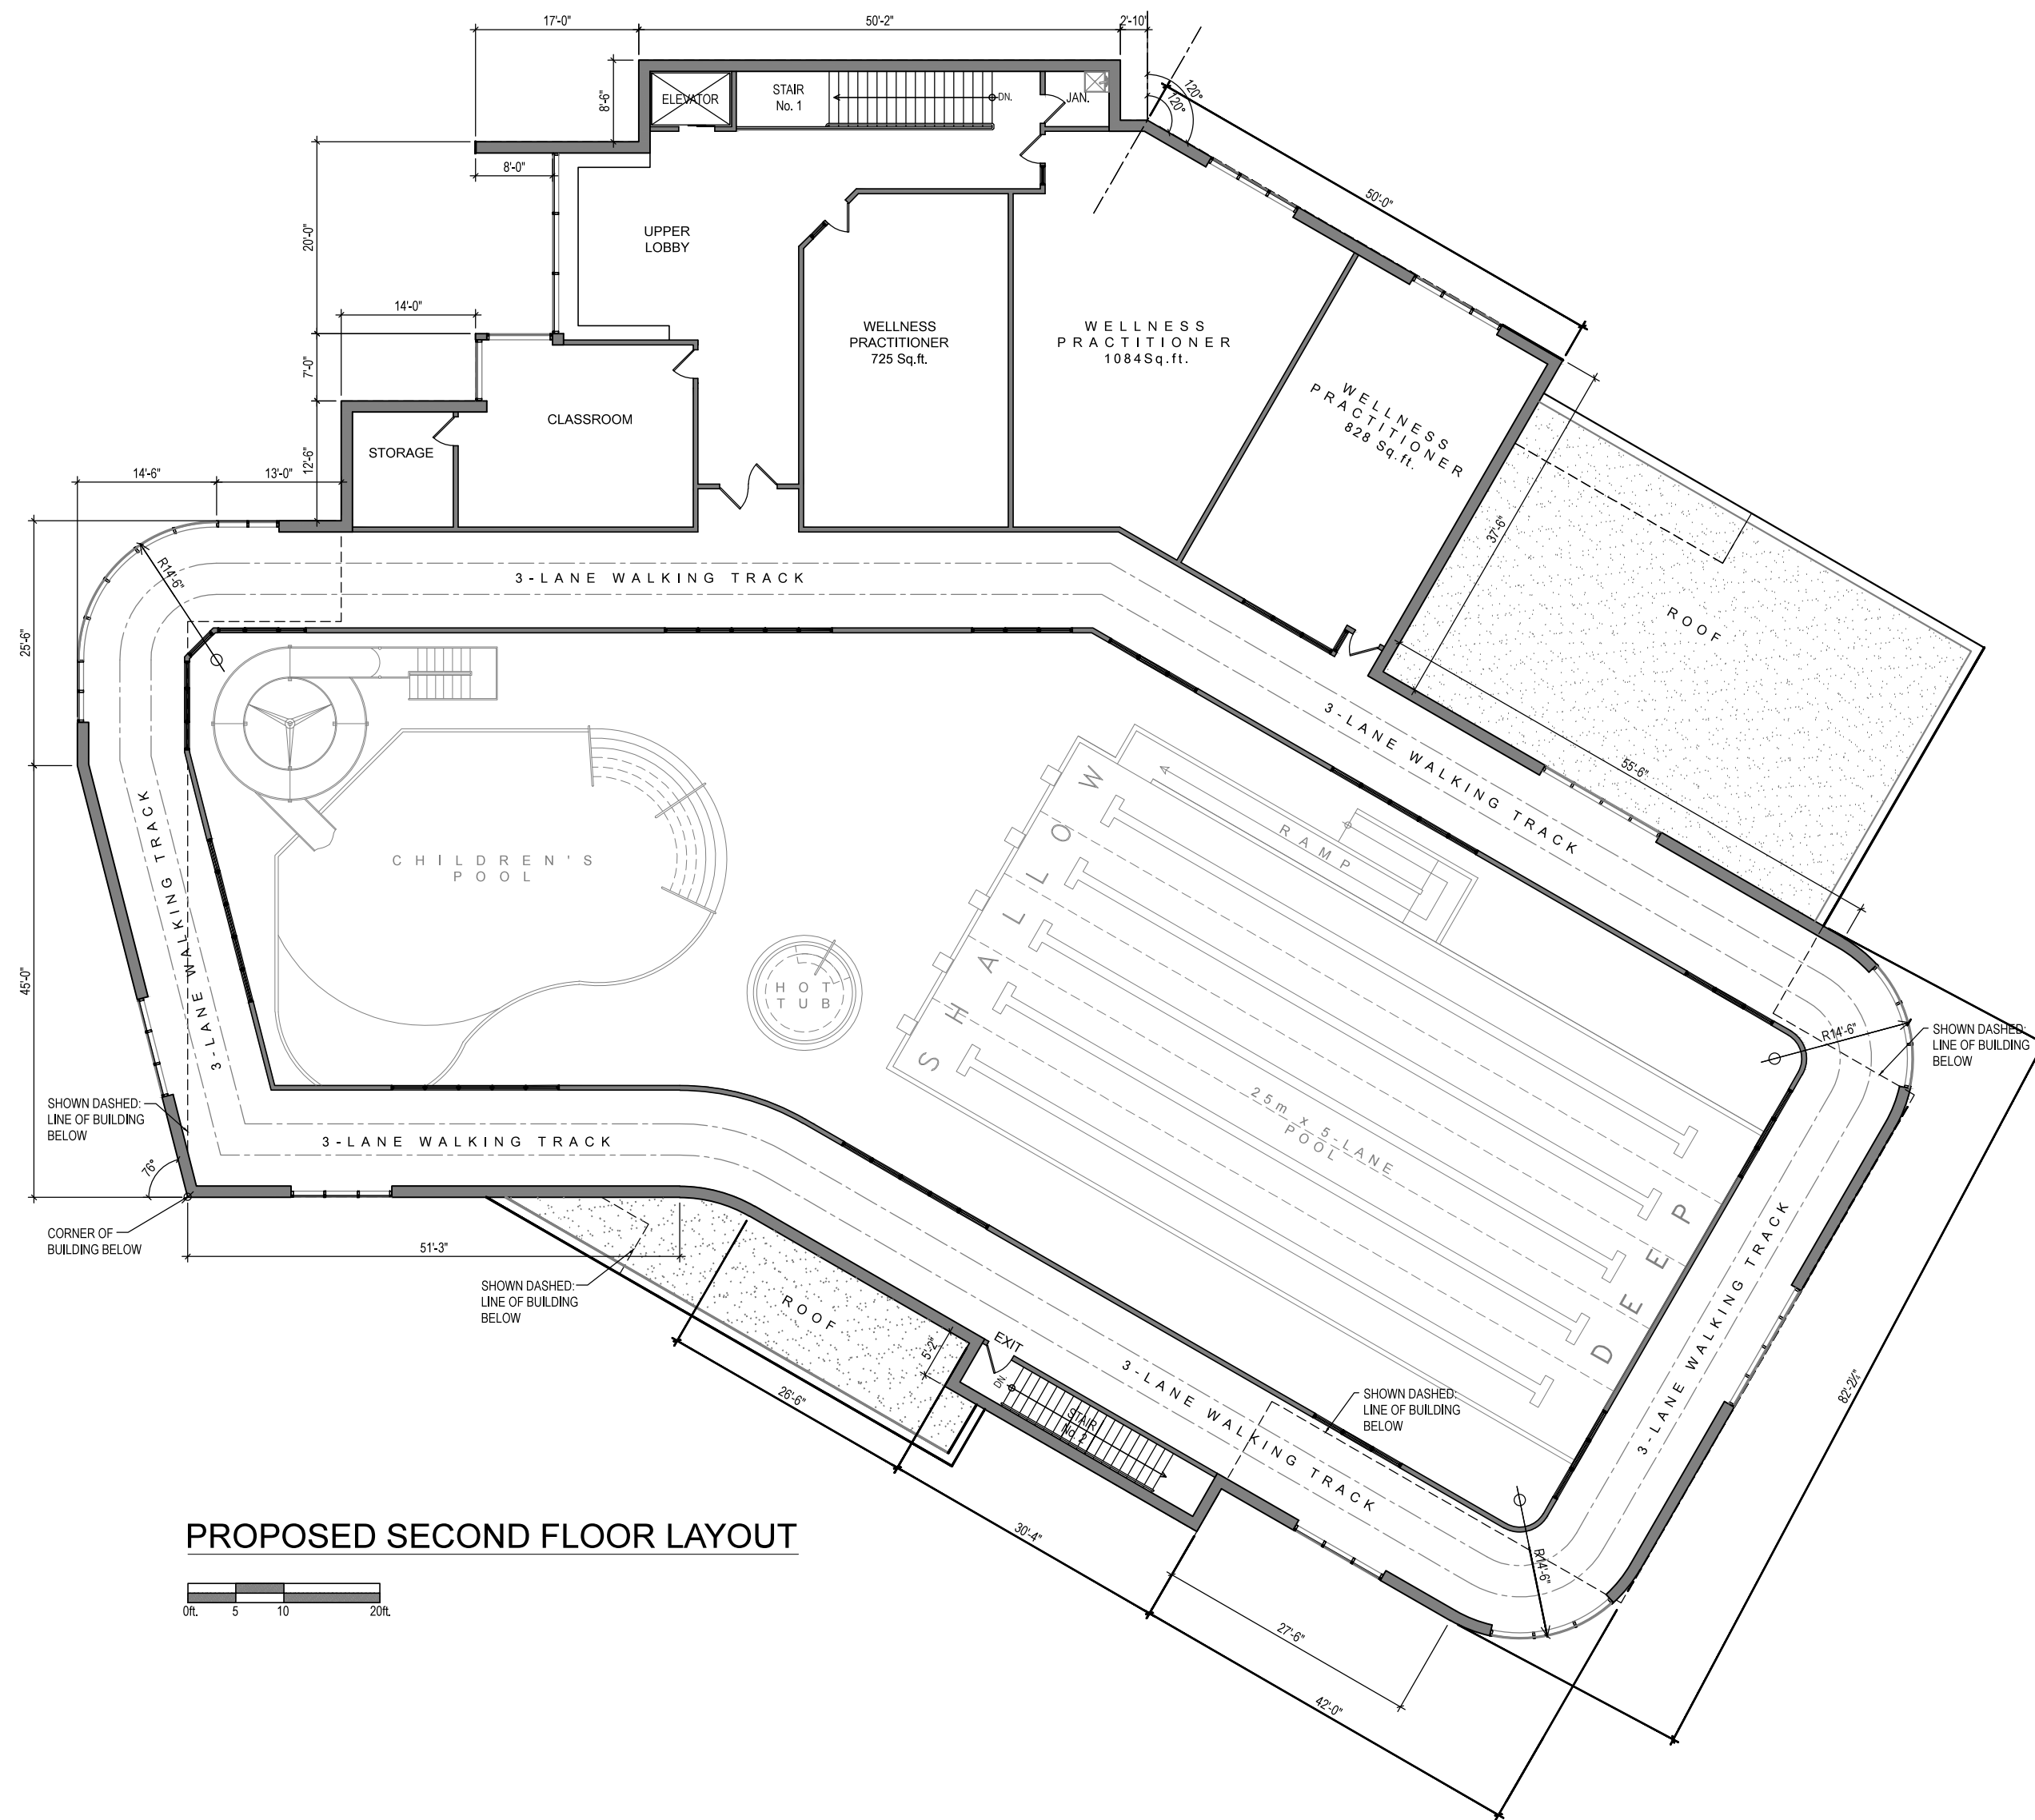 17'-0"
50'-2"
2'-10"
8'-6"
ELEVATOR
STAIR
No. 1
DN.
JAN.
120°
120°
50'-0"
8'-0"
20'-0"
UPPER
LOBBY
14'-0"
7'-0"
WELLNESS
PRACTITIONER
725 Sq.ft.
WELLNESS
PRACTITIONER
1084Sq.ft.
WELLNESS
PRACTITIONER
828 Sq.ft.
CLASSROOM
STORAGE
12'-6"
14'-6"
13'-0"
37'-6"
R14'-6"
3-LANE WALKING TRACK
ROOF
25'-6"
3-LANE WALKING TRACK
55'-6"
3-LANE WALKING TRACK
CHILDREN'S
POOL
RAMP
SHALLOW
HOT
TUB
45'-0"
R14'-6"
SHOWN DASHED:
LINE OF BUILDING
BELOW
SHOWN DASHED:
LINE OF BUILDING
BELOW
25m x 5-LANE
POOL
3-LANE WALKING TRACK
76°
DEEP
3-LANE WALKING TRACK
CORNER OF
BUILDING BELOW
51'-3"
SHOWN DASHED:
LINE OF BUILDING
BELOW
ROOF
EXIT
5'-2"
DN.
STAIR
No. 2
26'-6"
3-LANE WALKING TRACK
SHOWN DASHED:
LINE OF BUILDING
BELOW
82'-2¼"
PROPOSED SECOND FLOOR LAYOUT
30'-4"
R14'-6"
0ft.
5
10
20ft.
27'-6"
42'-0"